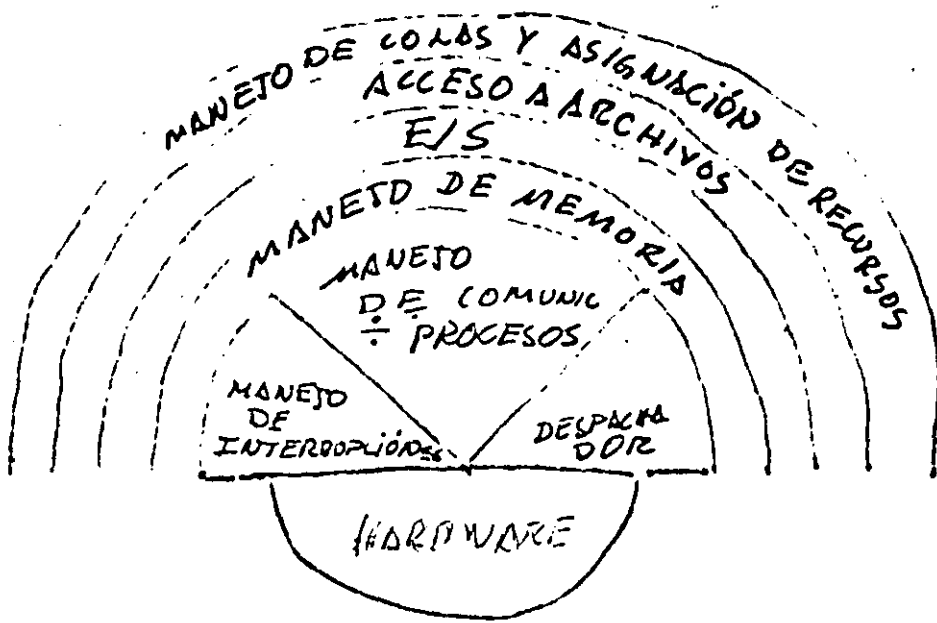 MANEJO DE COLAS Y ASIGNACIÓN DE RECURSOS
ACCESO A ARCHIVOS
E/S
MANEJO DE MEMORIA
MANEJO
DE COMUNIC
÷ PROCESOS
MANEJO
DE
INTERRUPCIÓNES
DESPACHA
DOR
HARDWARE